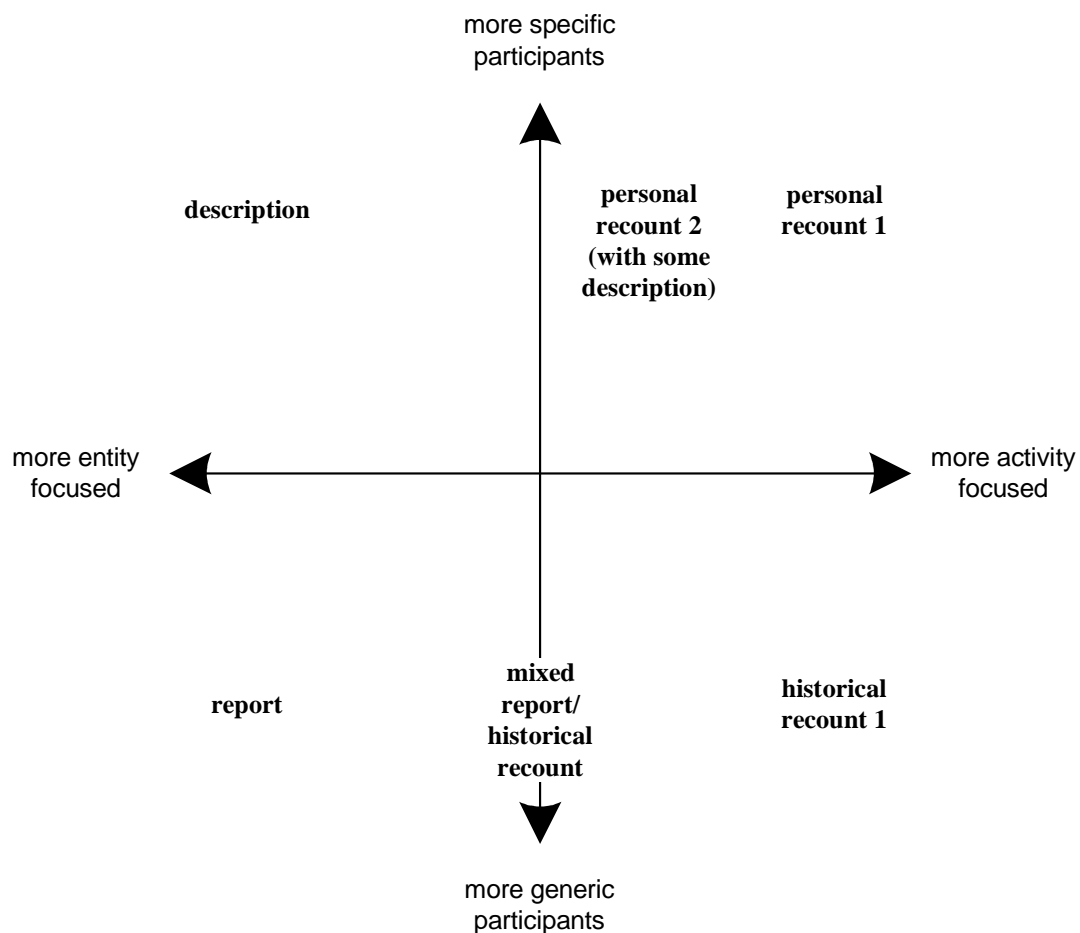 more specific
participants
description
personal
recount 2
(with some
description)
personal
recount 1
more entity
focused
more activity
focused
report
mixed
report/
historical
recount
historical
recount 1
more generic
participants